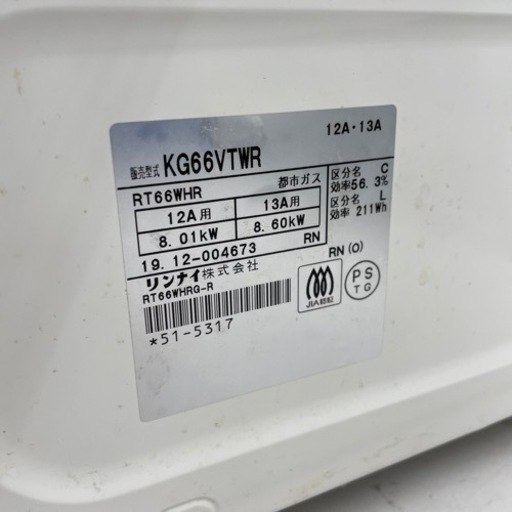 12A・13A
販売型式 KG66VTWR
RT66WHR 都市ガス
12A用 13A用
8.01kW 8.60kW
区分名 C
効率56.3%
区分名 L
効率 211Wh
19.12-004673 RN
リンナイ株式会社
RN(O)
RT66WHRG-R
JIA認証
PS
TG
*51-5317